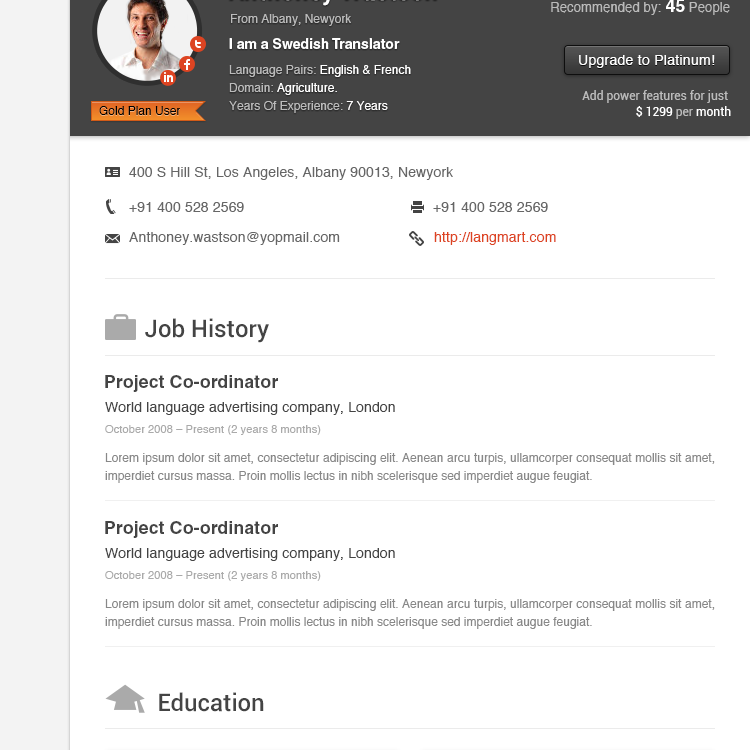 From Albany, Newyork
I am a Swedish Translator
Language Pairs: English & French
Domain: Agriculture.
Years Of Experience: 7 Years
Gold Plan User
Recommended by: 45 People
Upgrade to Platinum!
Add power features for just
$ 1299 per month
400 S Hill St, Los Angeles, Albany 90013, Newyork
+91 400 528 2569
+91 400 528 2569
Anthoney.wastson@yopmail.com
http://langmart.com
Job History
Project Co-ordinator
World language advertising company, London
October 2008 – Present (2 years 8 months)
Lorem ipsum dolor sit amet, consectetur adipiscing elit. Aenean arcu turpis, ullamcorper consequat mollis sit amet,
imperdiet cursus massa. Proin mollis lectus in nibh scelerisque sed imperdiet augue feugiat.
Project Co-ordinator
World language advertising company, London
October 2008 – Present (2 years 8 months)
Lorem ipsum dolor sit amet, consectetur adipiscing elit. Aenean arcu turpis, ullamcorper consequat mollis sit amet,
imperdiet cursus massa. Proin mollis lectus in nibh scelerisque sed imperdiet augue feugiat.
Education